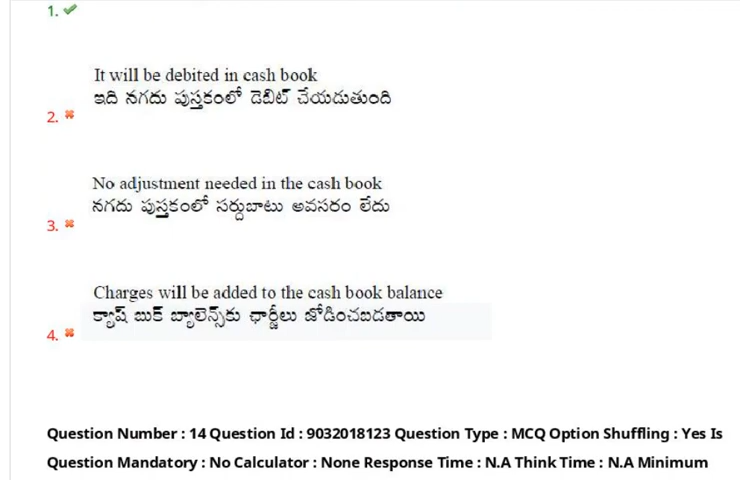 1. ✔
It will be debited in cash book
ఇది నగదు పుస్తకంలో డెబిట్ చేయడుతుంది
2. ✖
No adjustment needed in the cash book
నగదు పుస్తకంలో సర్దుబాటు అవసరం లేదు
3. ✖
Charges will be added to the cash book balance
క్యాష్ బుక్ బ్యాలెన్స్‌కు ఛార్జీలు జోడించబడతాయి
4. ✖
Question Number : 14 Question Id : 9032018123 Question Type : MCQ Option Shuffling : Yes Is
Question Mandatory : No Calculator : None Response Time : N.A Think Time : N.A Minimum